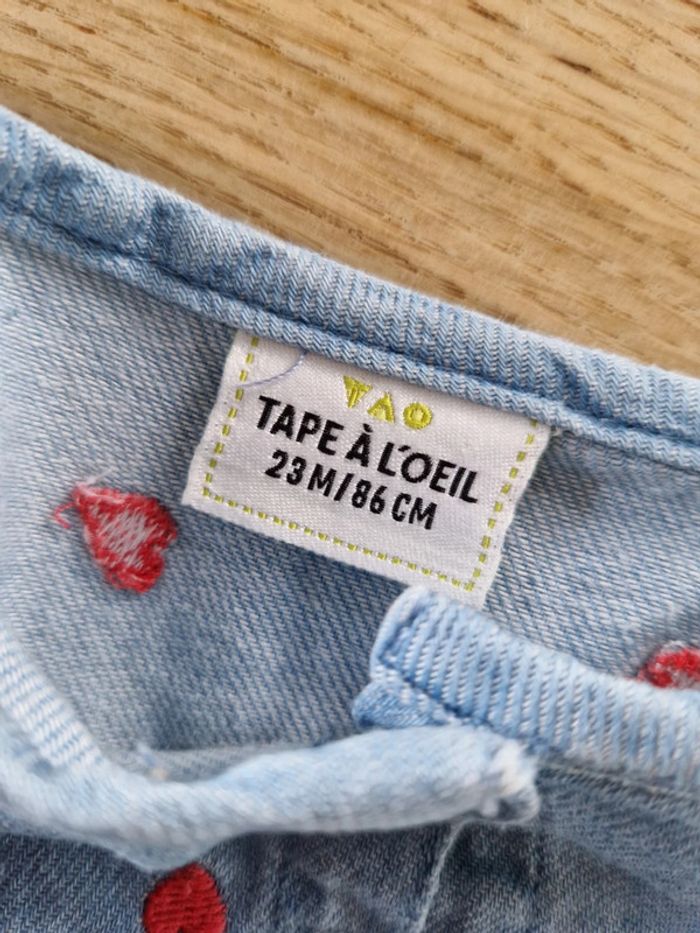 TAO
TAPE À L'OEIL
23 M/86 CM